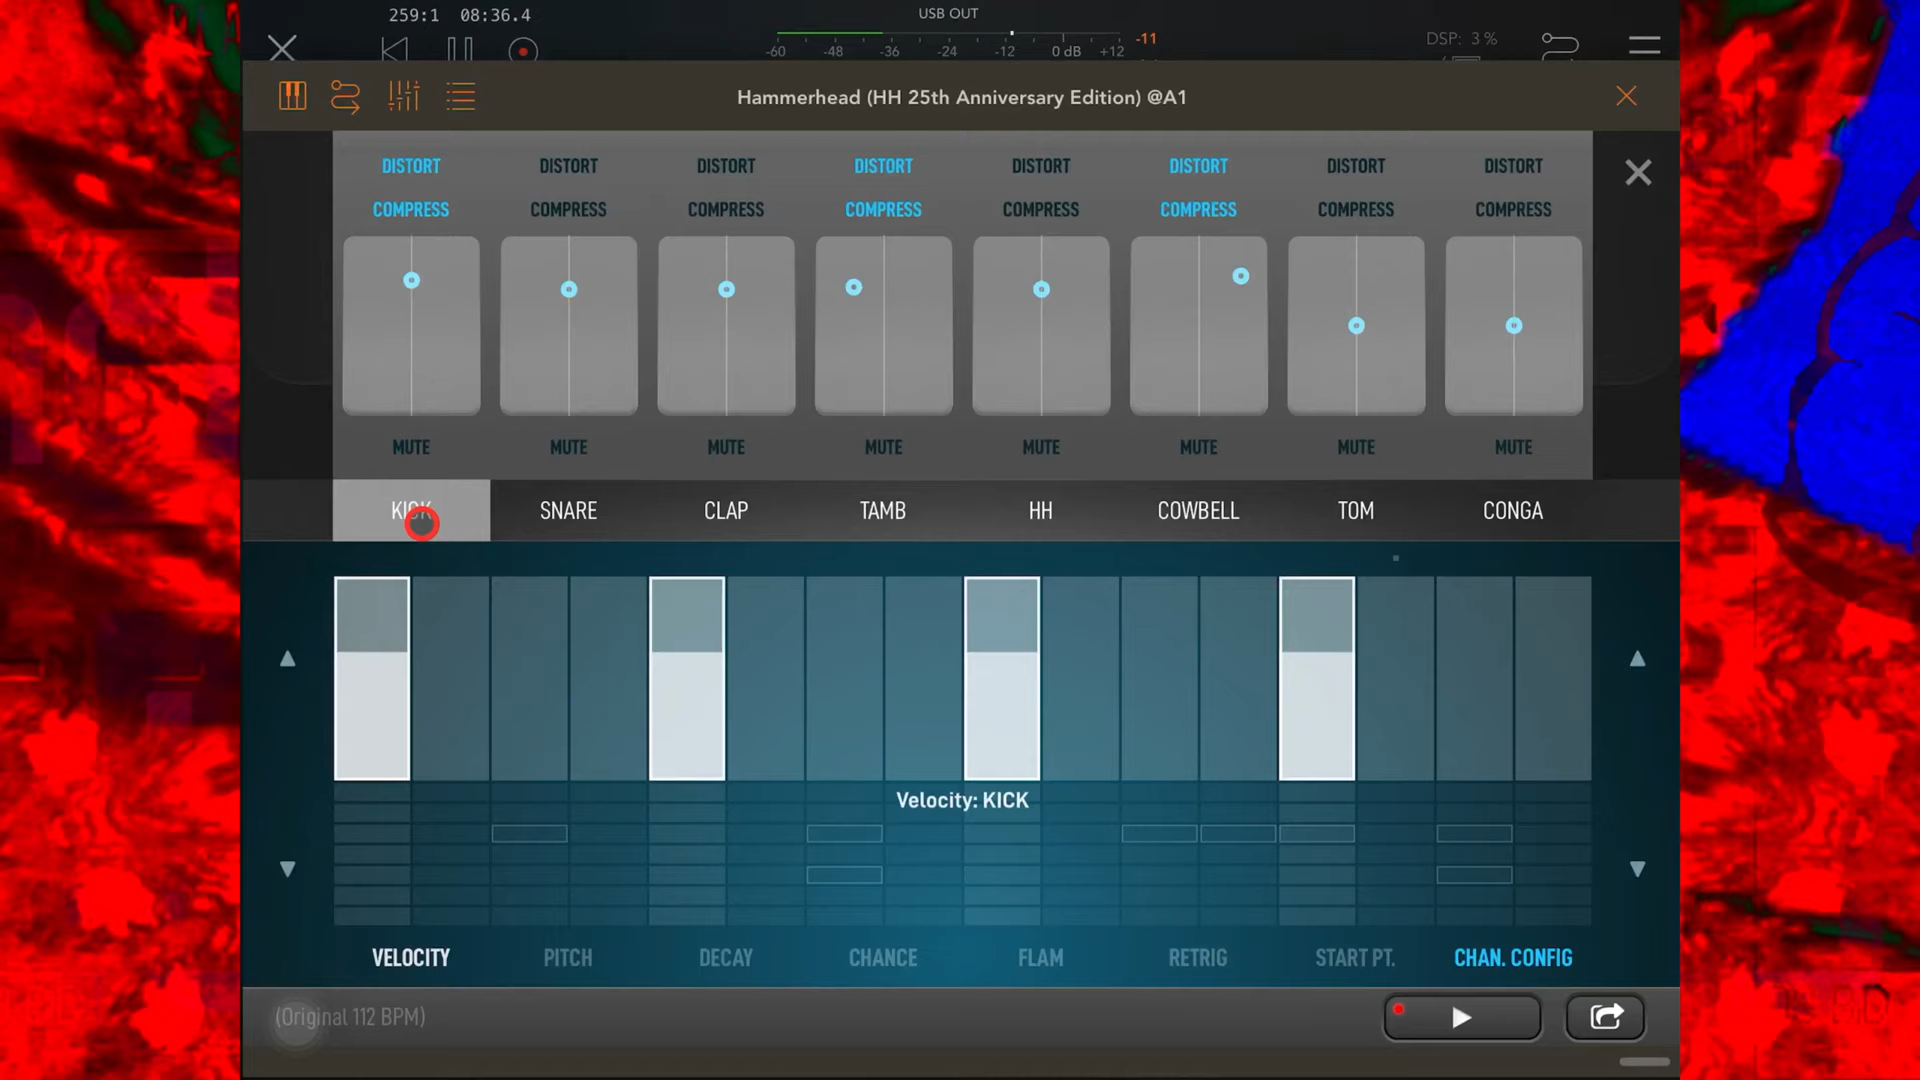 259:1 08:36.4
USB OUT
-60 -48 -36 -24 -12 0 dB +12
-11
DSP: 3 %
Hammerhead (HH 25th Anniversary Edition) @A1
DISTORT DISTORT DISTORT DISTORT DISTORT DISTORT DISTORT DISTORT
COMPRESS COMPRESS COMPRESS COMPRESS COMPRESS COMPRESS COMPRESS COMPRESS
MUTE MUTE MUTE MUTE MUTE MUTE MUTE MUTE
KICK SNARE CLAP TAMB HH COWBELL TOM CONGA
Velocity: KICK
VELOCITY PITCH DECAY CHANCE FLAM RETRIG START PT. CHAN. CONFIG
(Original 112 BPM)